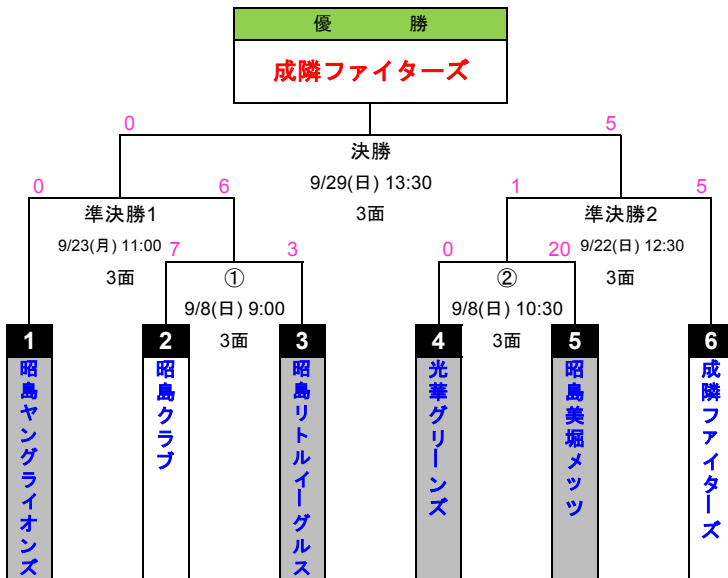 優 勝
成隣ファイターズ
0 5
決勝
9/29(日) 13:30
3面
0 6
準決勝1
9/23(月) 11:00
3面
1 5
準決勝2
9/22(日) 12:30
3面
7 3
①
9/8(日) 9:00
3面
0 20
②
9/8(日) 10:30
3面
1
昭島ヤングライオンズ
2
昭島クラブ
3
昭島リトルイーグルス
4
光華グリーンズ
5
昭島美堀メッツ
6
成隣ファイターズ